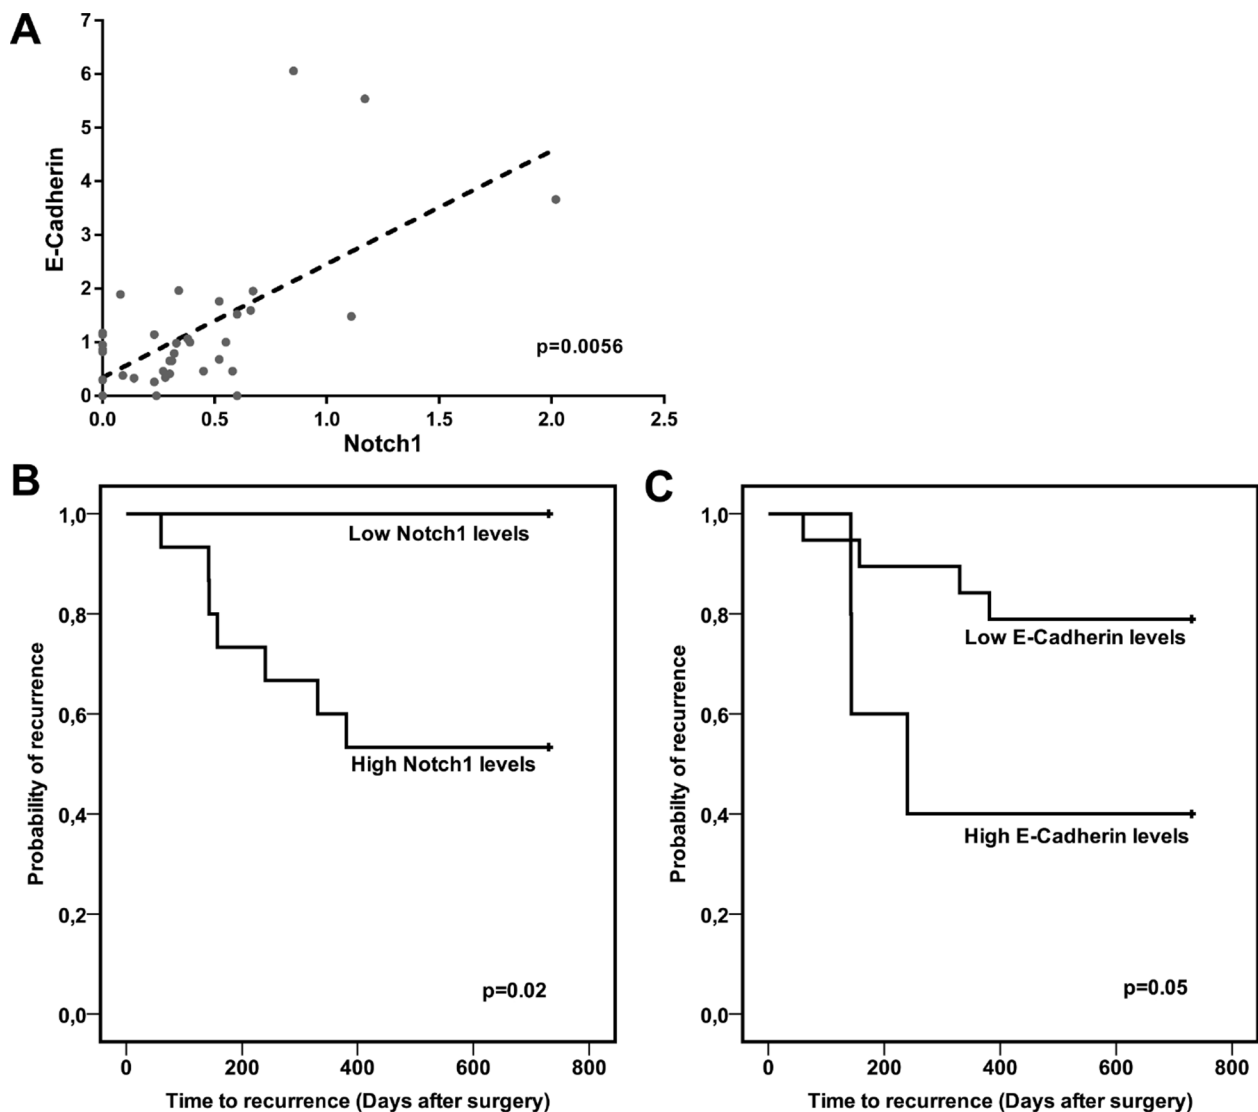 A
7
6
5
4
3
2
1
0
E-Cadherin
p=0.0056
0.0 0.5 1.0 1.5 2.0 2.5
Notch1
B
1,0
0,8
0,6
0,4
0,2
0,0
Probability of recurrence
Low Notch1 levels
High Notch1 levels
p=0.02
0 200 400 600 800
Time to recurrence (Days after surgery)
C
1,0
0,8
0,6
0,4
0,2
0,0
Probabilty of recurrence
Low E-Cadherin levels
High E-Cadherin levels
p=0.05
0 200 400 600 800
Time to recurrence (Days after surgery)